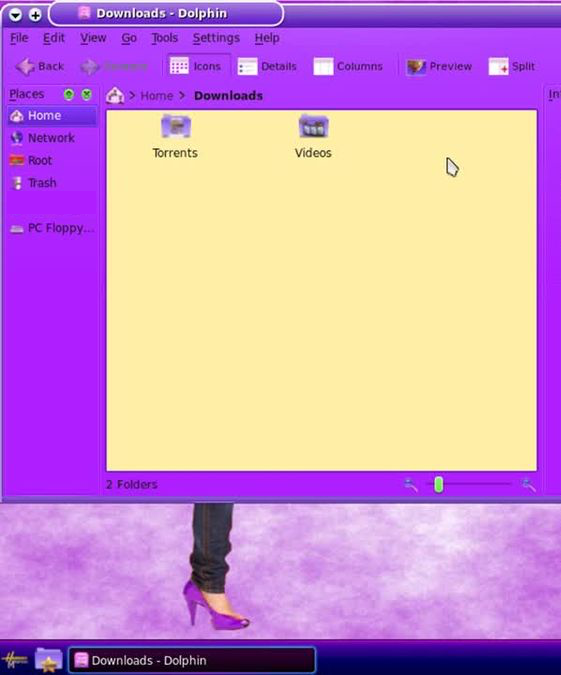 Downloads - Dolphin
File Edit View Go Tools Settings Help
Back Forward Icons Details Columns Preview Split
Places
Home > Downloads
In
Home
Network
Root
Trash
PC Floppy...
Torrents Videos
2 Folders
Downloads - Dolphin